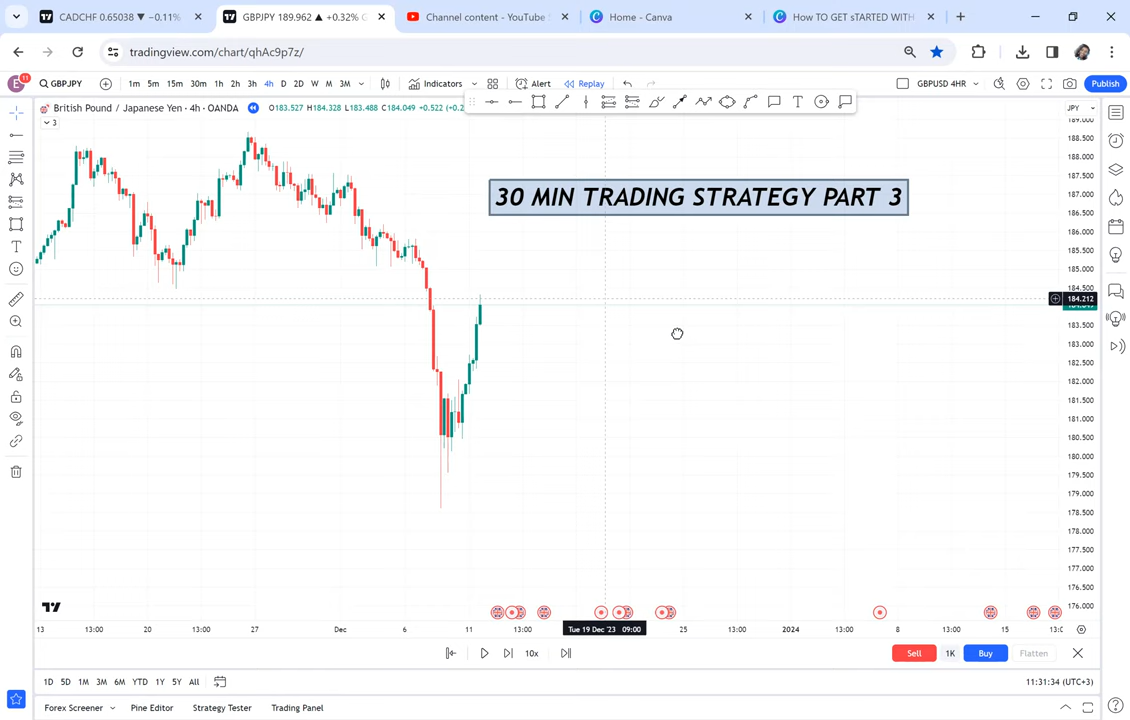 CADCHF 0.65038 ▼ −0.11%
GBPJPY 189.962 ▲ +0.32%
Channel content - YouTube
Home - Canva
How TO GET sTARTED WITH
tradingview.com/chart/qhAc9p7z/
E 11 GBPJPY 1m 5m 15m 30m 1h 2h 3h 4h D 2D W M 3M Indicators Alert Replay GBPUSD 4HR Publish
British Pound / Japanese Yen · 4h · OANDA O183.527 H184.328 L183.488 C184.049 +0.522
JPY
3
189.000
188.500
188.000
187.500
187.000
30 MIN TRADING STRATEGY PART 3
186.500
186.000
185.500
185.000
184.500
184.212
183.500
183.000
182.500
182.000
181.500
181.000
180.500
180.000
179.500
179.000
178.500
178.000
177.500
177.000
176.500
176.000
13 13:00 20 13:00 27 Dec 6 11 13:00 Tue 19 Dec '23 09:00 25 13:00 2024 13:00 8 13:00 15
10x Sell 1K Buy Flatten
1D 5D 1M 3M 6M YTD 1Y 5Y All 11:31:34 (UTC+3)
Forex Screener Pine Editor Strategy Tester Trading Panel